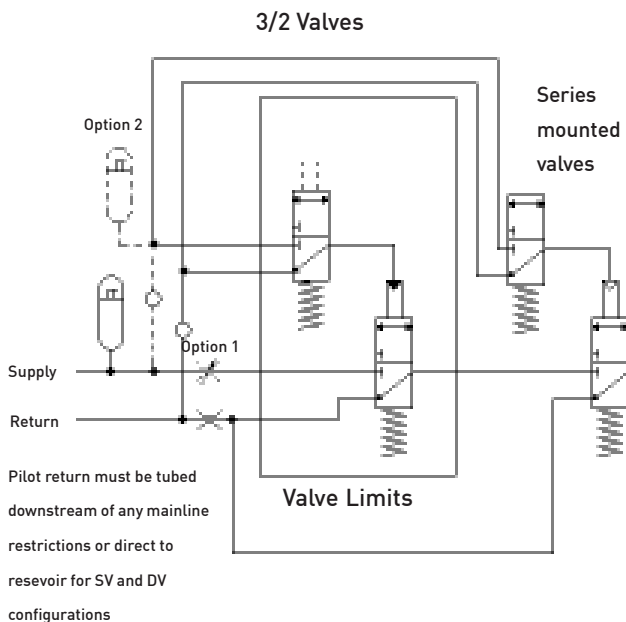 3/2 Valves
Option 2
Series
mounted
valves
Option 1
Supply
Return
Pilot return must be tubed
downstream of any mainline
restrictions or direct to
resevoir for SV and DV
configurations
Valve Limits